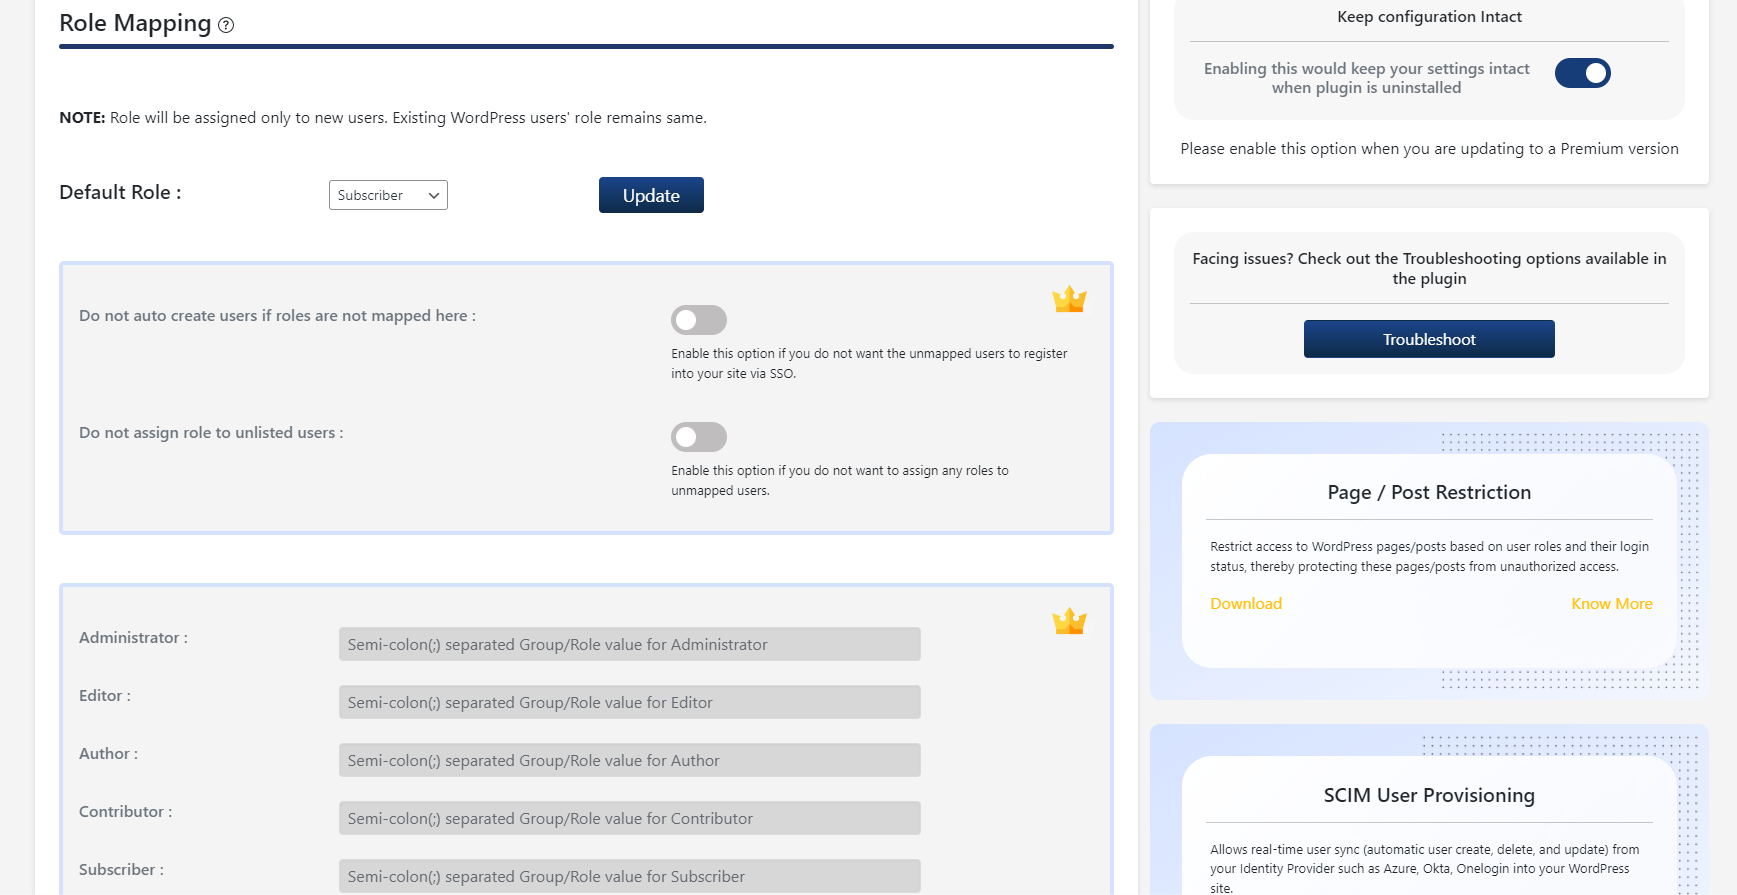 Role Mapping ?
NOTE: Role will be assigned only to new users. Existing WordPress users' role remains same.
Default Role :
Subscriber
Update
Do not auto create users if roles are not mapped here :
Enable this option if you do not want the unmapped users to register
into your site via SSO.
Do not assign role to unlisted users :
Enable this option if you do not want to assign any roles to
unmapped users.
Administrator :
Semi-colon(;) separated Group/Role value for Administrator
Editor :
Semi-colon(;) separated Group/Role value for Editor
Author :
Semi-colon(;) separated Group/Role value for Author
Contributor :
Semi-colon(;) separated Group/Role value for Contributor
Subscriber :
Semi-colon(;) separated Group/Role value for Subscriber
Keep configuration Intact
Enabling this would keep your settings intact
when plugin is uninstalled
Please enable this option when you are updating to a Premium version
Facing issues? Check out the Troubleshooting options available in
the plugin
Troubleshoot
Page / Post Restriction
Restrict access to WordPress pages/posts based on user roles and their login
status, thereby protecting these pages/posts from unauthorized access.
Download
Know More
SCIM User Provisioning
Allows real-time user sync (automatic user create, delete, and update) from
your Identity Provider such as Azure, Okta, Onelogin into your WordPress
site.